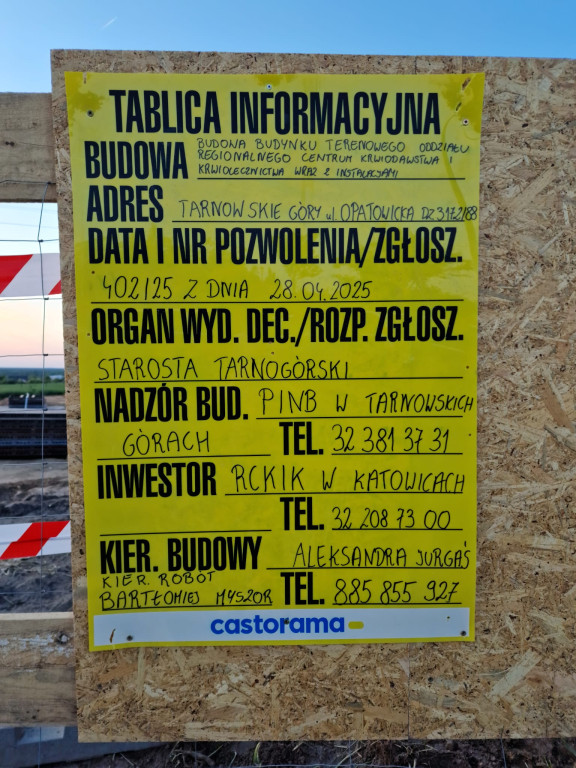 TABLICA INFORMACYJNA
BUDOWA BUDOWA BUDYNKU TERENOWEGO ODDZIAŁU
REGIONALNEGO CENTRUM KRWIODAWSTWA I
KRWIOLECZNICTWA WRAZ Z INSTALACJAMI
ADRES TARNOWSKIE GÓRY ul. OPATOWICKA DZ 3172/88
DATA I NR POZWOLENIA/ZGŁOSZ.
402/25 Z DNIA 28.04.2025
ORGAN WYD. DEC./ROZP. ZGŁOSZ.
STAROSTA TARNOGÓRSKI
NADZÓR BUD. PINB W TARNOWSKICH
GÓRACH TEL. 32 381 37 31
INWESTOR RCKIK W KATOWICACH
TEL. 32 208 73 00
KIER. BUDOWY ALEKSANDRA JURGAŚ
KIER. ROBÓT
BARTŁOMIEJ MYSZOR TEL. 885 855 927
castorama